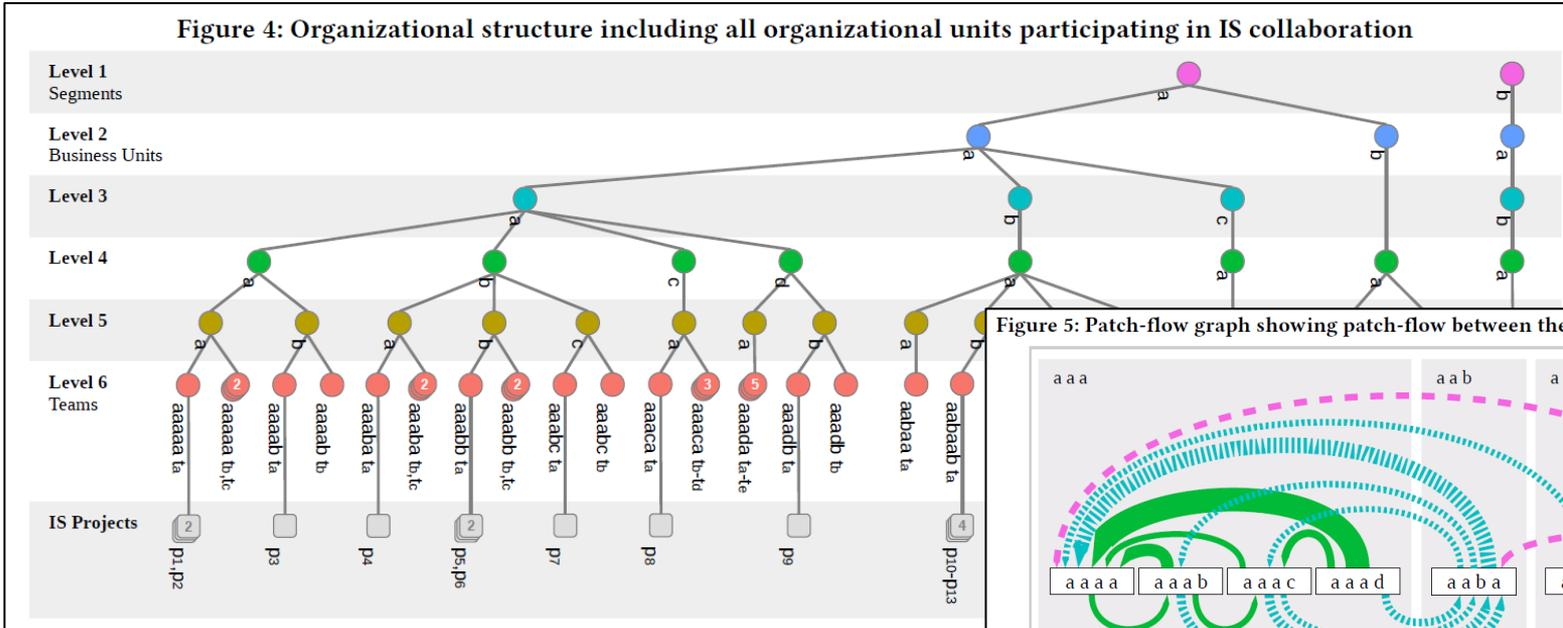 Figure 4: Organizational structure including all organizational units participating in IS collaboration
Level 1
Segments
a
b
Level 2
Business Units
a
b
a
Level 3
a
b
c
b
Level 4
a
b
c
d
a
a
a
a
Level 5
a
b
a
b
c
a
a
b
a
b
Level 6
Teams
2
2
2
3
5
aaaaa ta
aaaaa tb,tc
aaaab ta
aaaab tb
aaaba ta
aaaba tb,tc
aaabb ta
aaabb tb,tc
aaabc ta
aaabc tb
aaaca ta
aaaca tb-td
aaada ta-te
aaadb ta
aaadb tb
aabaa ta
aabaab ta
IS Projects
2
2
4
p1,p2
p3
p4
p5,p6
p7
p8
p9
p10-p13
Figure 5: Patch-flow graph showing patch-flow between the
a a a
a a b
a
a a a a
a a a b
a a a c
a a a d
a a b a